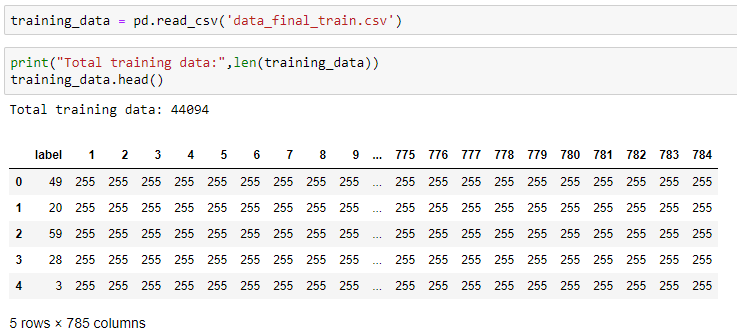 training_data = pd.read_csv('data_final_train.csv')
print("Total training data:",len(training_data))
training_data.head()
Total training data: 44094
label 1 2 3 4 5 6 7 8 9 ... 775 776 777 778 779 780 781 782 783 784
0 49 255 255 255 255 255 255 255 255 255 ... 255 255 255 255 255 255 255 255 255 255
1 20 255 255 255 255 255 255 255 255 255 ... 255 255 255 255 255 255 255 255 255 255
2 59 255 255 255 255 255 255 255 255 255 ... 255 255 255 255 255 255 255 255 255 255
3 28 255 255 255 255 255 255 255 255 255 ... 255 255 255 255 255 255 255 255 255 255
4 3 255 255 255 255 255 255 255 255 255 ... 255 255 255 255 255 255 255 255 255 255
5 rows × 785 columns